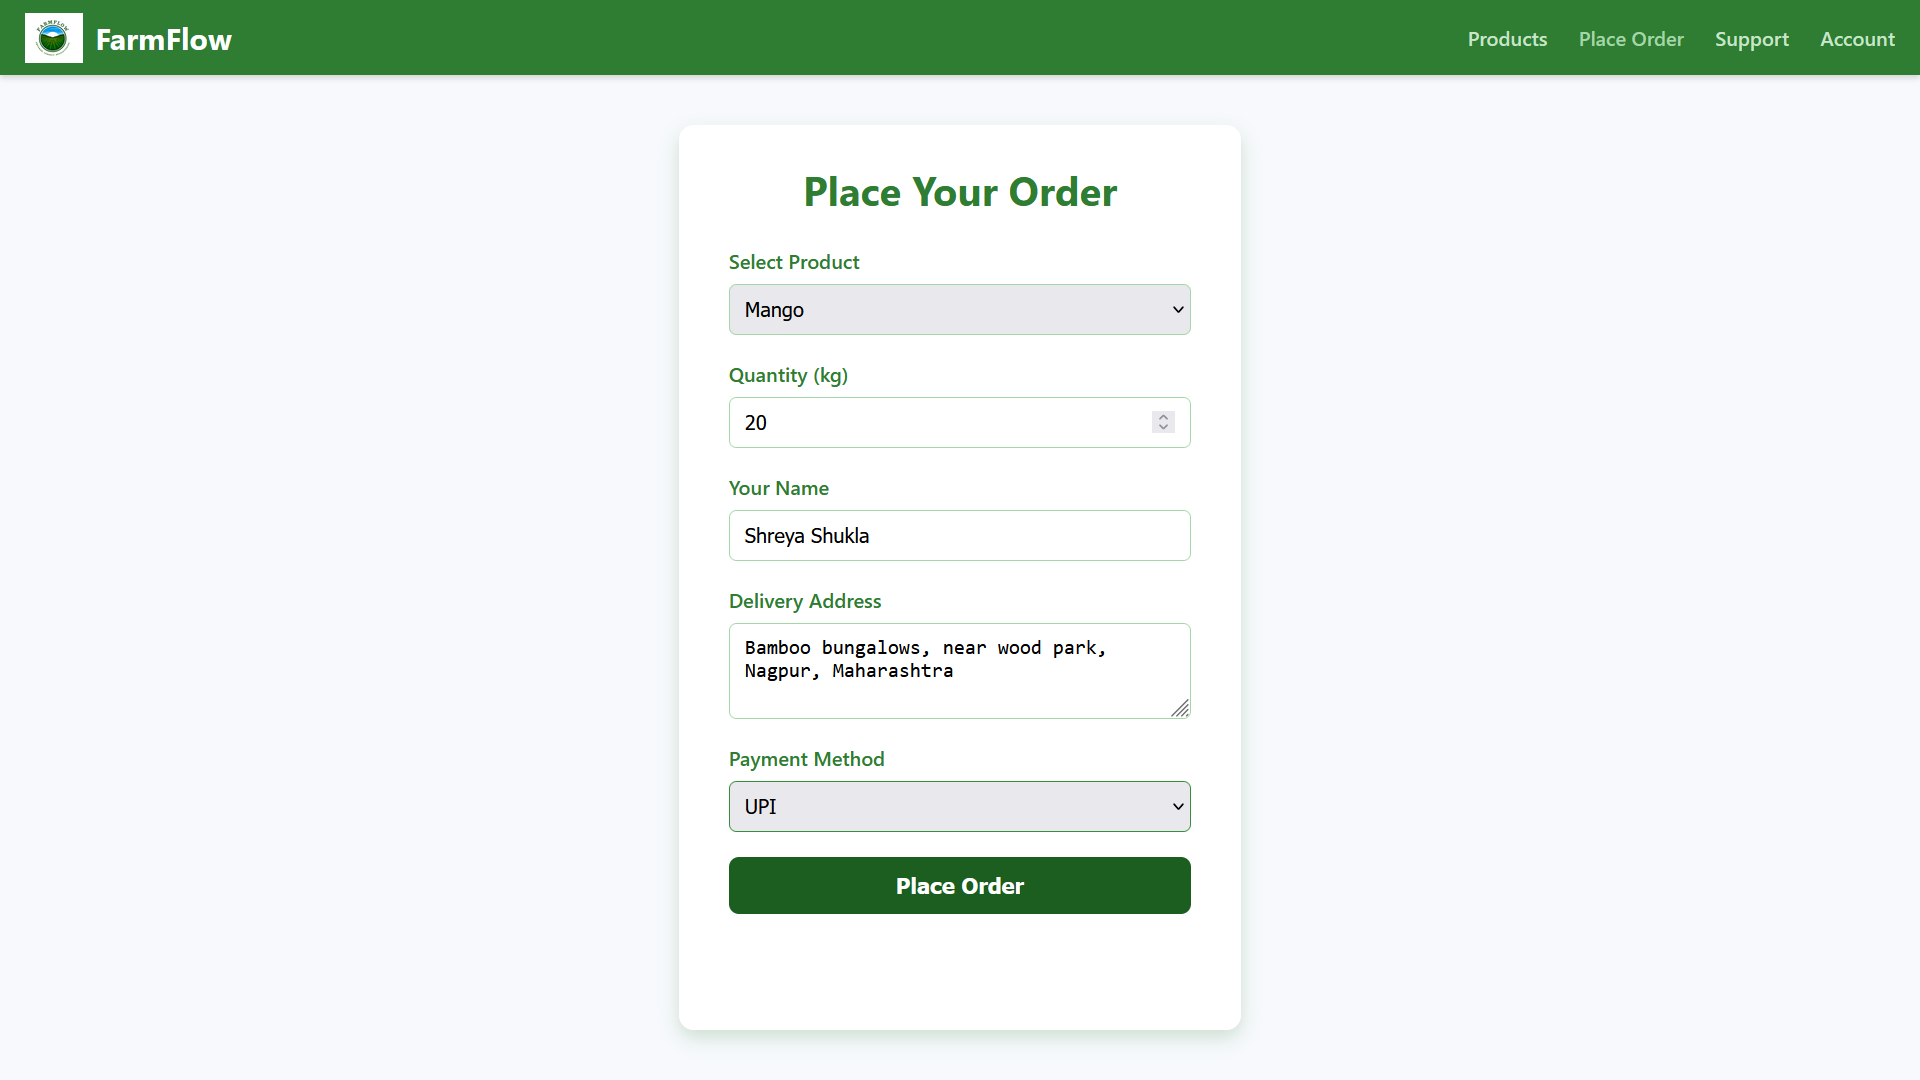 FARMFLOW
FarmFlow
Products
Place Order
Support
Account
Place Your Order
Select Product
Mango
Quantity (kg)
20
Your Name
Shreya Shukla
Delivery Address
Bamboo bungalows, near wood park,
Nagpur, Maharashtra
Payment Method
UPI
Place Order